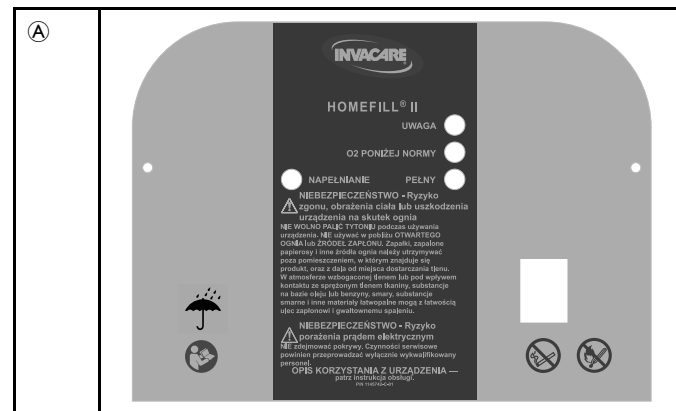 Ⓐ
INVACARE
HOMEFILL® II
UWAGA
O2 PONIŻEJ NORMY
NAPEŁNIANIE PEŁNY
NIEBEZPIECZEŃSTWO - Ryzyko
zgonu, obrażenia ciała lub uszkodzenia
urządzenia na skutek ognia
NIE WOLNO PALIĆ TYTONIU podczas używania
urządzenia. NIE używać w pobliżu OTWARTEGO
OGNIA lub ŹRÓDEŁ ZAPŁONU. Zapałki, zapalone
papierosy i inne źródła ognia należy utrzymywać
poza pomieszczeniem, w którym znajduje się
produkt, oraz z dala od miejsca dostarczania tlenu.
W atmosferze wzbogaconej tlenem lub pod wpływem
kontaktu ze sprężonym tlenem tkaniny, substancje
na bazie oleju lub benzyny, smary, substancje
smarne i inne materiały łatwopalne mogą z łatwością
ulec zapłonowi i gwałtownemu spaleniu.
NIEBEZPIECZEŃSTWO - Ryzyko
porażenia prądem elektrycznym
NIE zdejmować pokrywy. Czynności serwisowe
powinien przeprowadzać wyłącznie wykwalifikowany
personel.
OPIS KORZYSTANIA Z URZĄDZENIA —
patrz instrukcja obsługi.
P/N 1145742-C-01